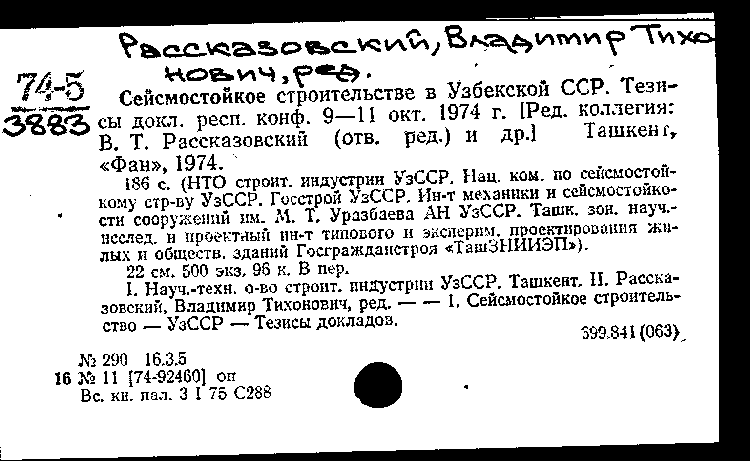 Рассказовский, Владимир Тихо
нович, ред.
74-5
3883
Сейсмостойкое строительстве в Узбекской ССР. Тези-
сы докл. респ. конф. 9—11 окт. 1974 г. [Ред. коллегия:
В. Т. Рассказовский (отв. ред.) и др.] Ташкент,
«Фан», 1974.
186 с. (НТО строит. индустрии УзССР. Нац. ком. по сейсмостой-
кому стр-ву УзССР. Госстрой УзССР. Ин-т механики и сейсмостойко-
сти сооружений им. М. Т. Уразбаева АН УзССР. Ташк. зон. науч.-
исслед. и проектный ин-т типового и эксперим. проектирования жи-
лых и обществ. зданий Госгражданстроя «ТашЗНИИЭП»).
22 см. 500 экз. 96 к. В пер.
I. Науч.-техн. о-во строит. индустрии УзССР. Ташкент. II. Расска-
зовский, Владимир Тихонович, ред. — — 1. Сейсмостойкое строитель-
ство — УзССР — Тезисы докладов.
399.841(063)
№ 290 16.3.5
16 № 11 [74-92460] оп
Вс. кн. пал. 3 I 75 С288